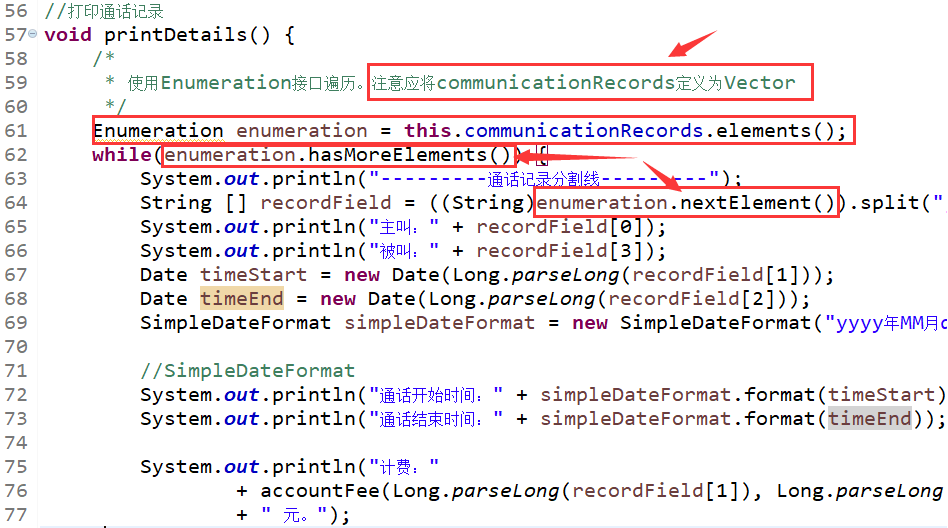 56 //打印通话记录
57 void printDetails() {
58 /*
59 * 使用Enumeration接口遍历。注意应将communicationRecords定义为Vector
60 */
61 Enumeration enumeration = this.communicationRecords.elements();
62 while(enumeration.hasMoreElements()) {
63 System.out.println("---------通话记录分割线---------");
64 String [] recordField = ((String)enumeration.nextElement()).split("
65 System.out.println("主叫：" + recordField[0]);
66 System.out.println("被叫：" + recordField[3]);
67 Date timeStart = new Date(Long.parseLong(recordField[1]));
68 Date timeEnd = new Date(Long.parseLong(recordField[2]));
69 SimpleDateFormat simpleDateFormat = new SimpleDateFormat("yyyy年MM月
70
71 //SimpleDateFormat
72 System.out.println("通话开始时间：" + simpleDateFormat.format(timeStart)
73 System.out.println("通话结束时间：" + simpleDateFormat.format(timeEnd));
74
75 System.out.println("计费："
76 + accountFee(Long.parseLong(recordField[1]), Long.parseLong
77 + " 元。");